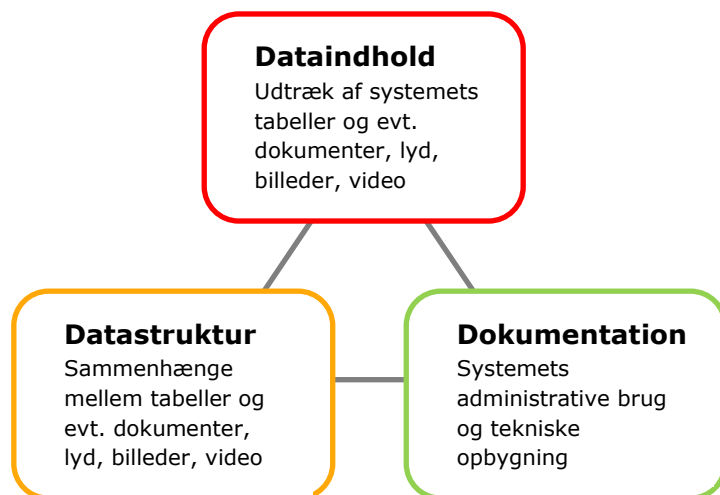 Dataindhold
Udtræk af systemets
tabeller og evt.
dokumenter, lyd,
billeder, video
Datastruktur
Sammenhænge
mellem tabeller og
evt. dokumenter,
lyd, billeder, video
Dokumentation
Systemets
administrative brug
og tekniske
opbygning